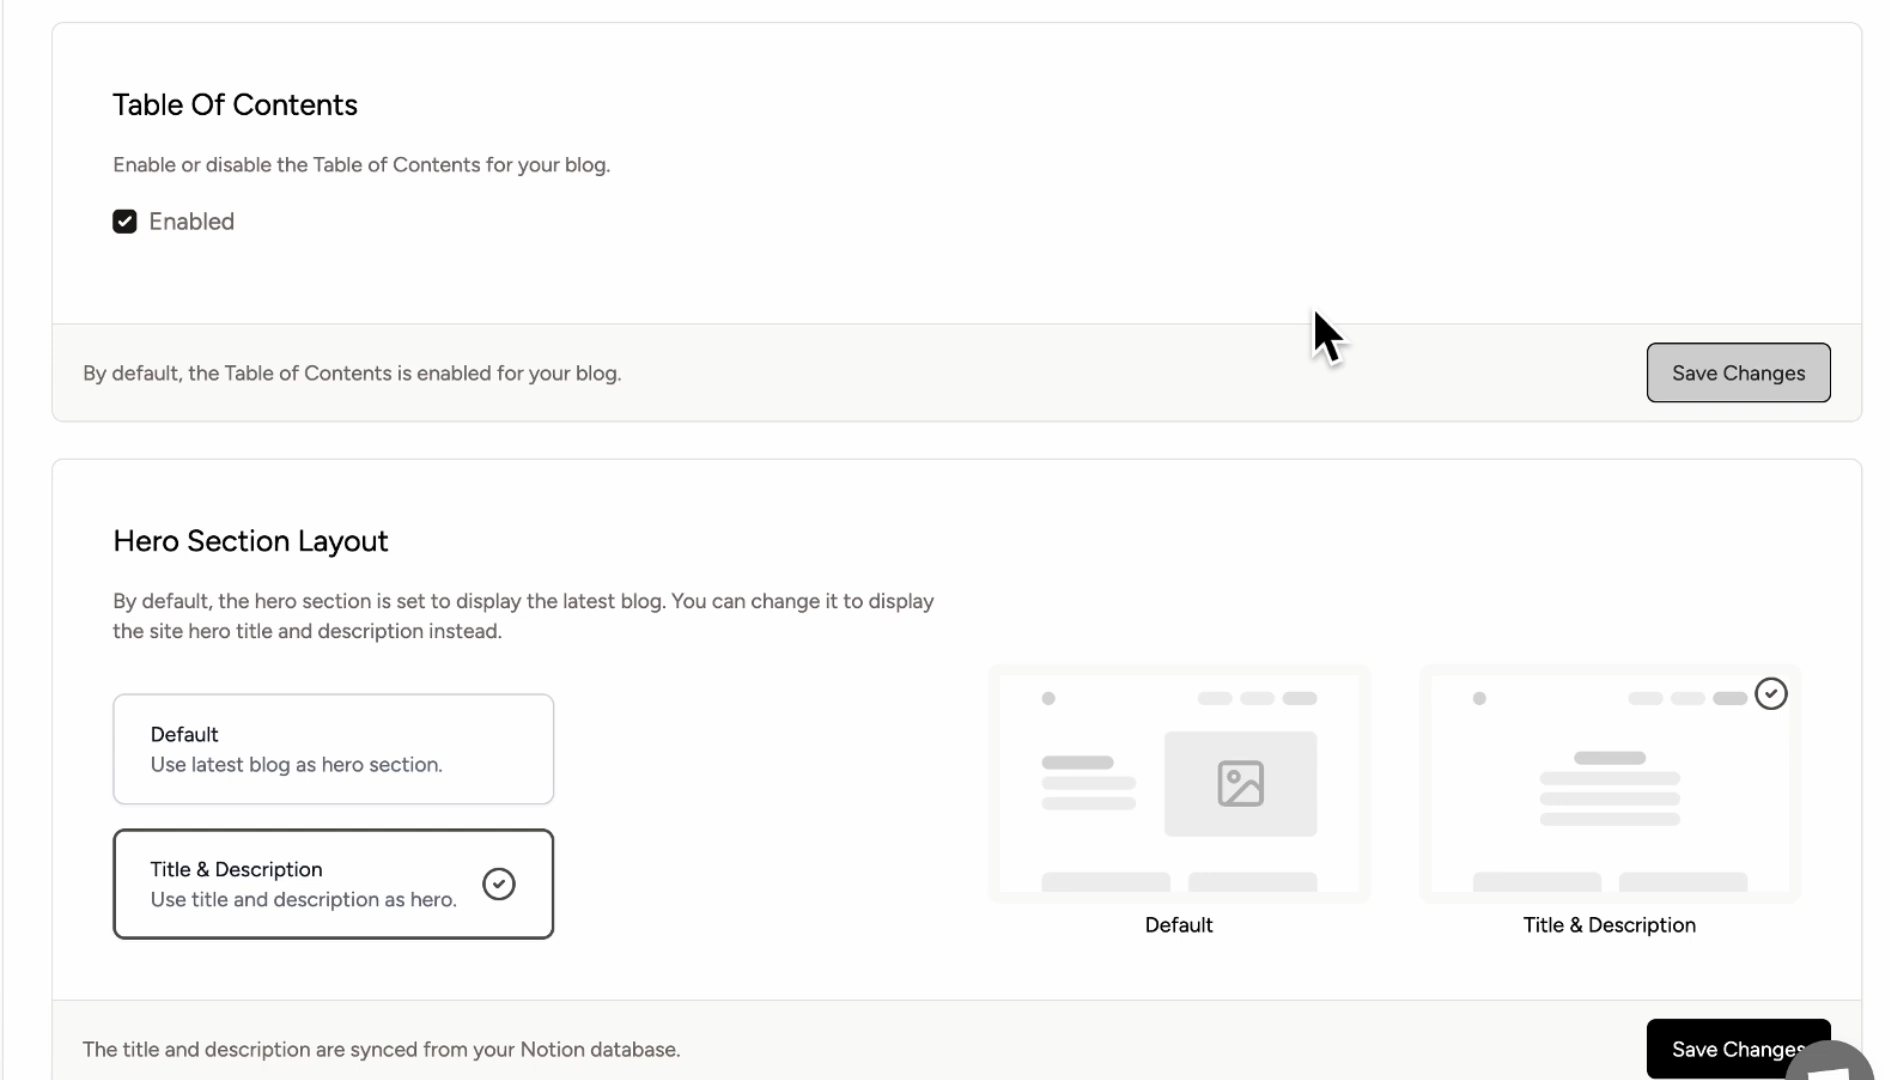 Table Of Contents
Enable or disable the Table of Contents for your blog.
Enabled
By default, the Table of Contents is enabled for your blog.
Save Changes
Hero Section Layout
By default, the hero section is set to display the latest blog. You can change it to display
the site hero title and description instead.
Default
Use latest blog as hero section.
Title & Description
Use title and description as hero.
Default
Title & Description
The title and description are synced from your Notion database.
Save Changes